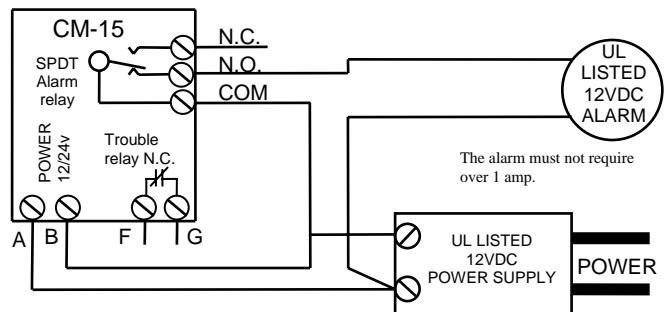 CM-15
SPDT
Alarm
relay
N.C.
N.O.
COM
POWER
12/24v
Trouble
relay N.C.
A
B
F
G
UL
LISTED
12VDC
ALARM
The alarm must not require
over 1 amp.
UL LISTED
12VDC
POWER SUPPLY
POWER